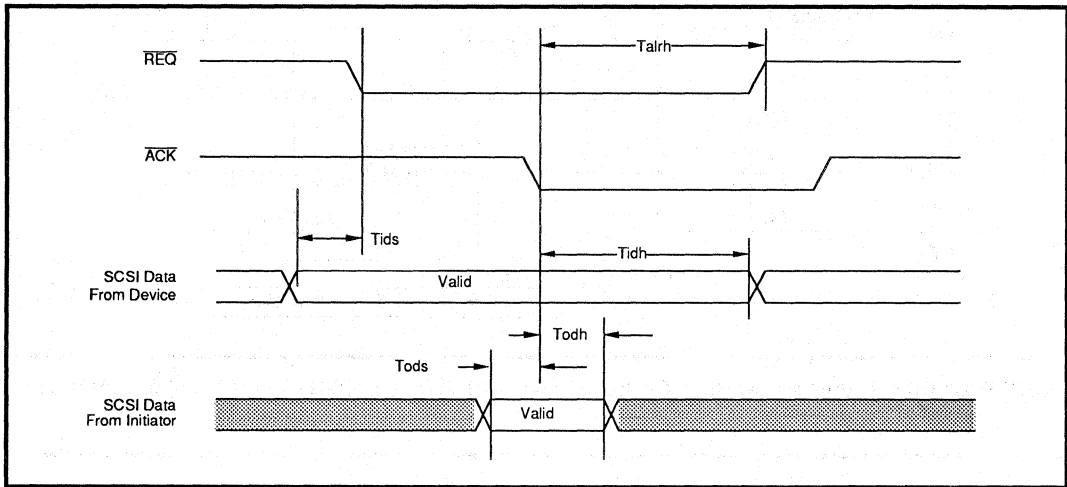 Talrh
REQ
ACK
Tids
Tidh
SCSI Data
From Device
Valid
Todh
Tods
SCSI Data
From Initiator
Valid